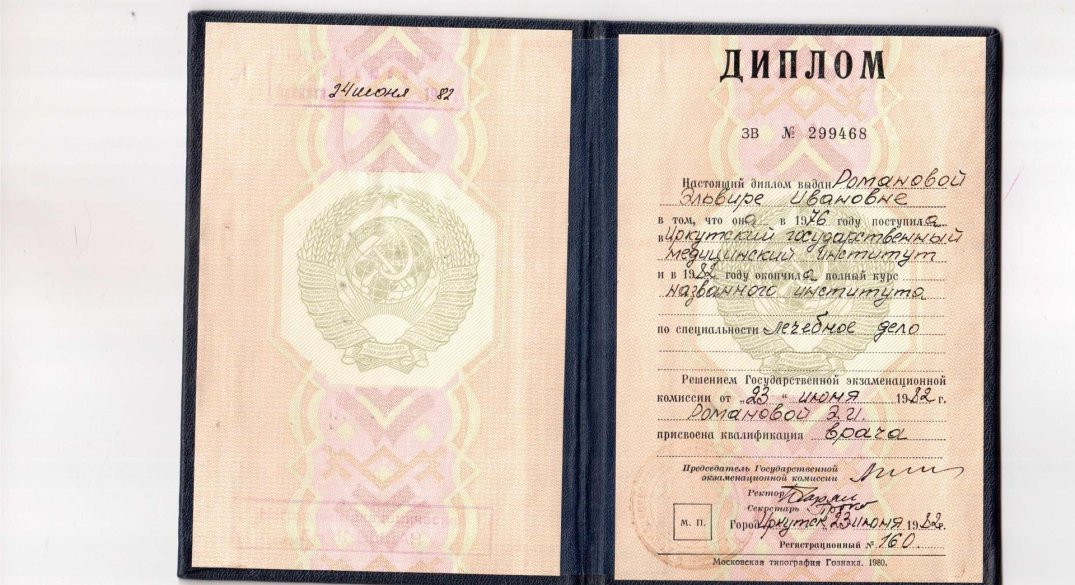 24 июня 1982
ДИПЛОМ
ЗВ № 299468
Настоящий диплом выдан Романовой
Эльвире Ивановне
в том, что она в 1976 году поступила
в Иркутский государственный
медицинский институт
и в 1982 году окончила полный курс
названного института
по специальности лечебное дело
Решением Государственной экзаменационной
комиссии от „23“ июня 1982 г.
Романовой Э.И.
присвоена квалификация врача
Председатель Государственной
экзаменационной комиссии
Ректор
Секретарь
М. П.
Город Иркутск, 23 июня 1982 г.
Регистрационный № 160
Московская типография Гознака. 1980.